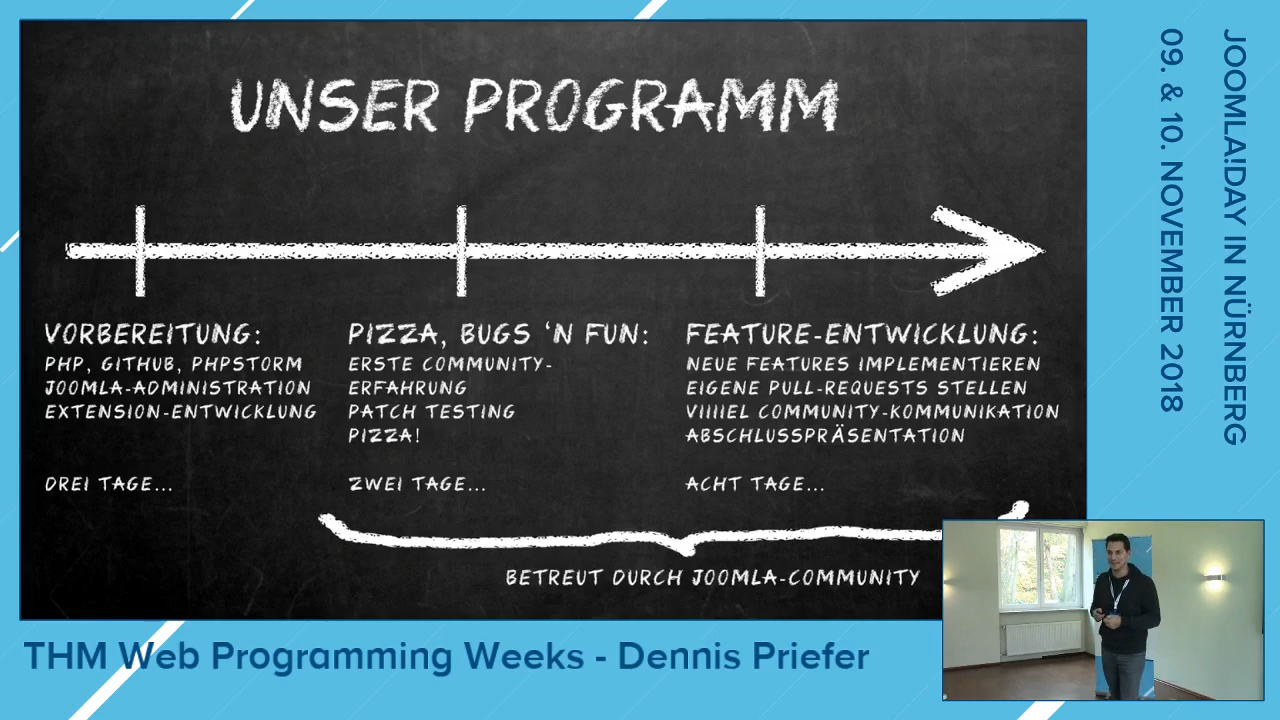 UNSER PROGRAMM
VORBEREITUNG:
PHP, GITHUB, PHPSTORM
JOOMLA-ADMINISTRATION
EXTENSION-ENTWICKLUNG
DREI TAGE...
PIZZA, BUGS 'N FUN:
ERSTE COMMUNITY-
ERFAHRUNG
PATCH TESTING
PIZZA!
ZWEI TAGE...
FEATURE-ENTWICKLUNG:
NEUE FEATURES IMPLEMENTIEREN
EIGENE PULL-REQUESTS STELLEN
VIIIIEL COMMUNITY-KOMMUNIKATION
ABSCHLUSSPRÄSENTATION
ACHT TAGE...
BETREUT DURCH JOOMLA-COMMUNITY
THM Web Programming Weeks - Dennis Priefer
JOOMLA!DAY IN NÜRNBERG
09. & 10. NOVEMBER 2018